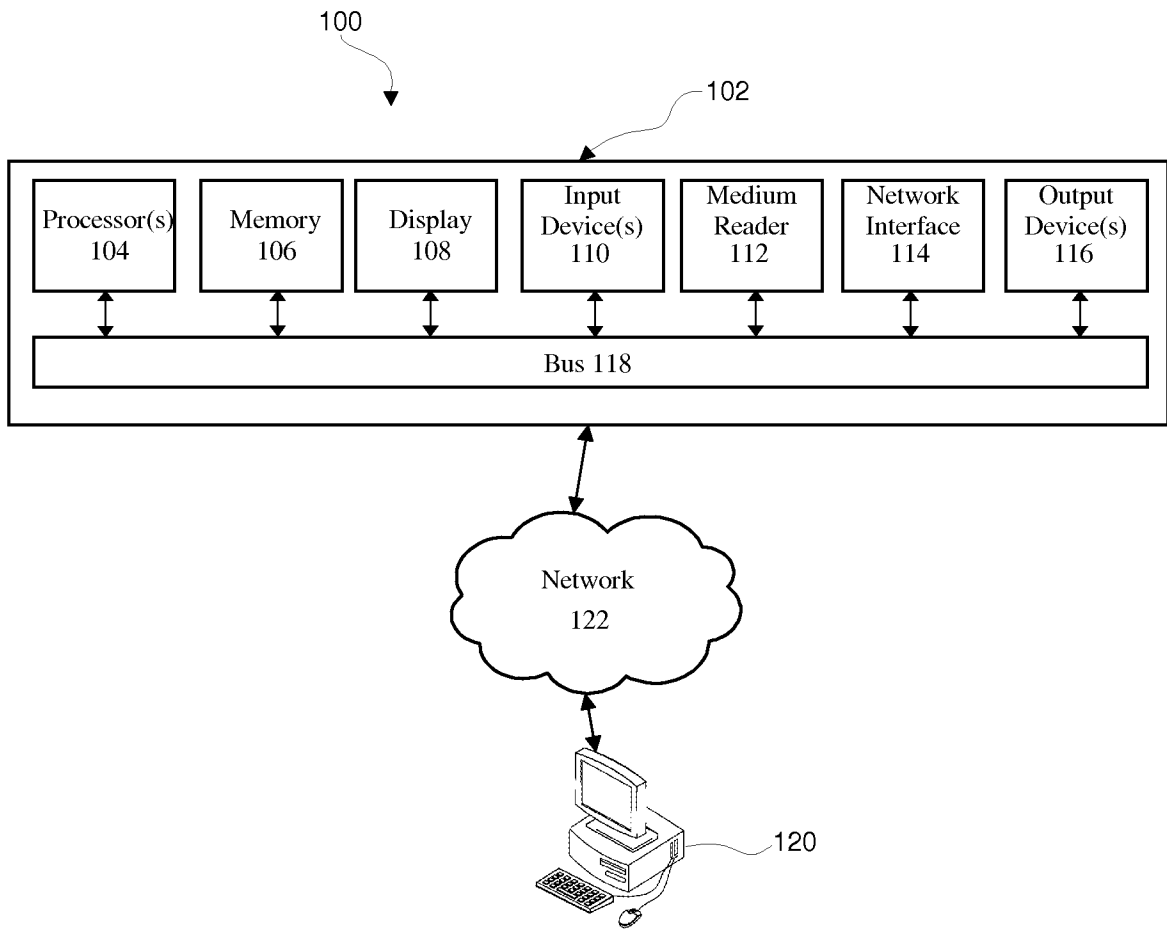 100
102
Processor(s)
104
Memory
106
Display
108
Input
Device(s)
110
Medium
Reader
112
Network
Interface
114
Output
Device(s)
116
Bus 118
Network
122
120